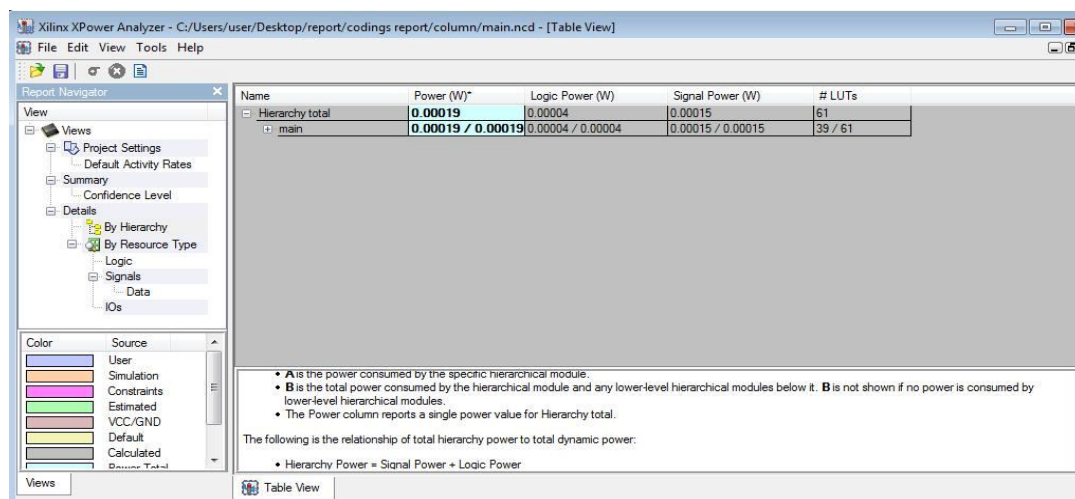 Xilinx XPower Analyzer - C:/Users/user/Desktop/report/codings report/column/main.ncd - [Table View]
File Edit View Tools Help
Report Navigator
View
Views
Project Settings
Default Activity Rates
Summary
Confidence Level
Details
By Hierarchy
By Resource Type
Logic
Signals
Data
IOs
Color Source
User
Simulation
Constraints
Estimated
VCC/GND
Default
Calculated
Power Total
Views
Name Power (W) Logic Power (W) Signal Power (W) # LUTs
Hierarchy total 0.00019 0.00004 0.00015 61
main 0.00019 / 0.00019 0.00004 / 0.00004 0.00015 / 0.00015 39 / 61
• A is the power consumed by the specific hierarchical module.
• B is the total power consumed by the hierarchical module and any lower-level hierarchical modules below it. B is not shown if no power is consumed by
lower-level hierarchical modules.
• The Power column reports a single power value for Hierarchy total.
The following is the relationship of total hierarchy power to total dynamic power:
• Hierarchy Power = Signal Power + Logic Power
Table View